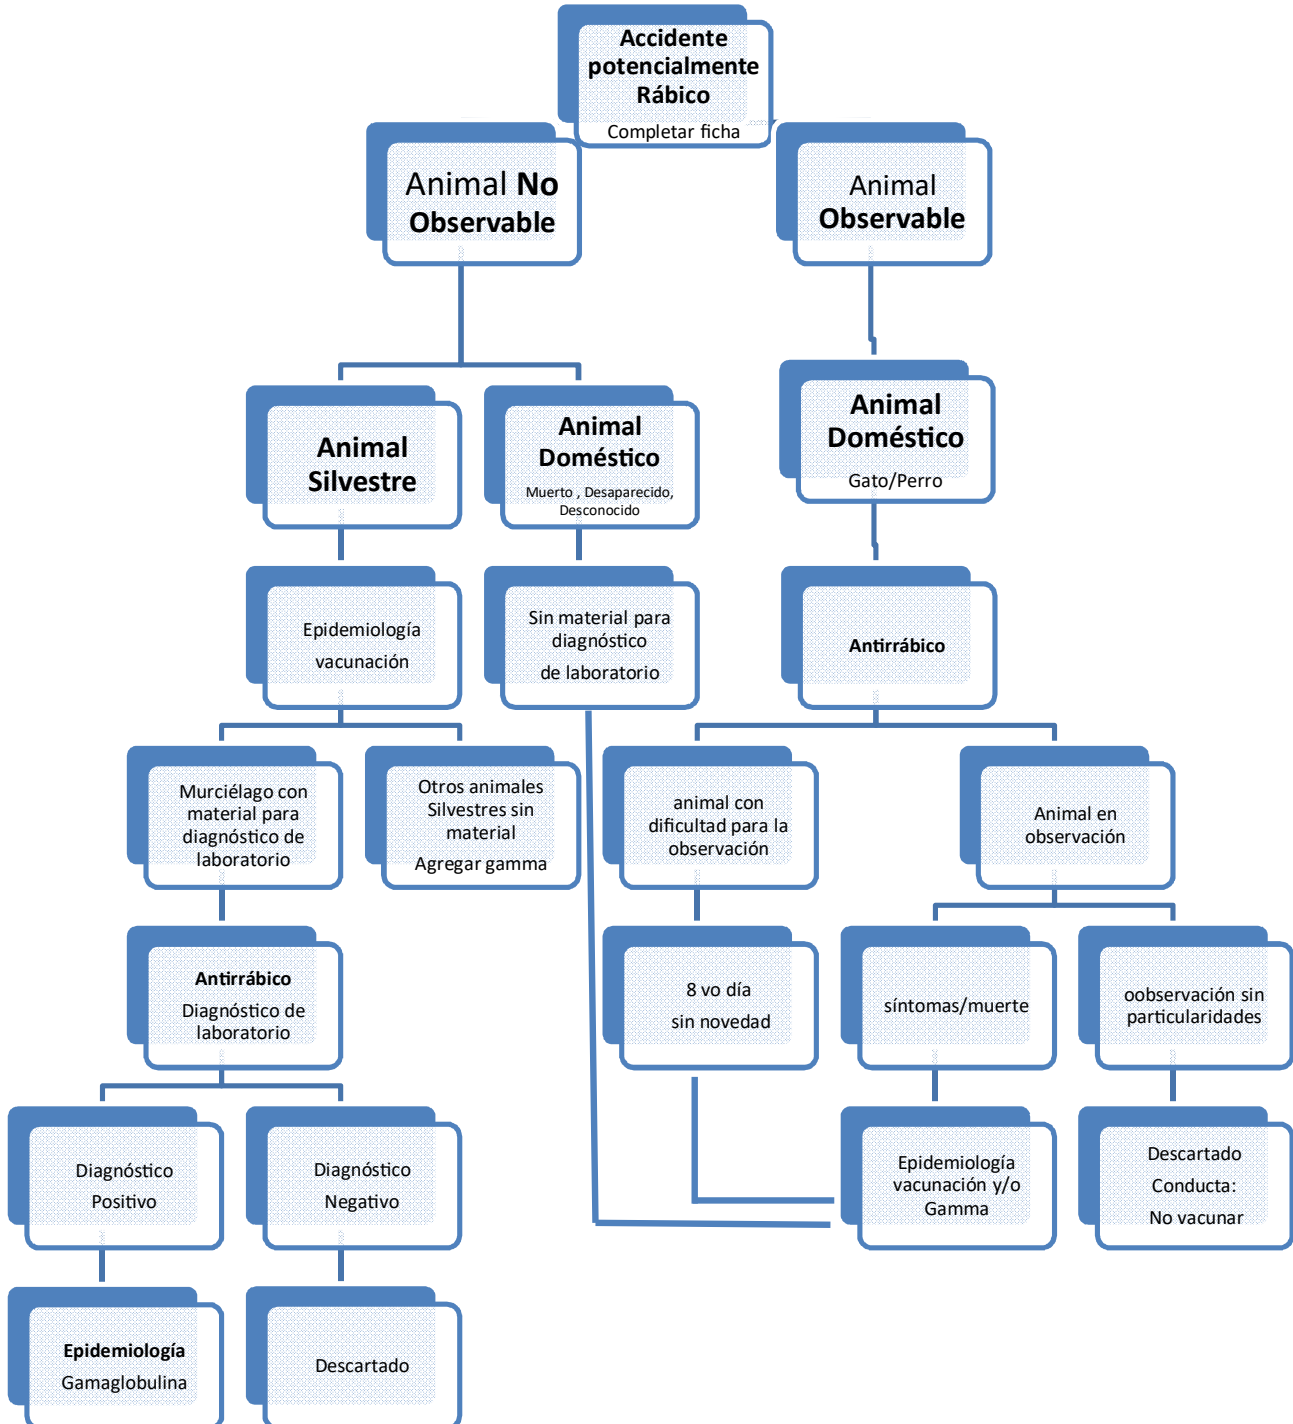 Accidente
potencialmente
Rábico
Completar ficha
Animal No
Observable
Animal
Observable
Animal
Silvestre
Animal
Doméstico
Muerto , Desaparecido,
Desconocido
Animal
Doméstico
Gato/Perro
Epidemiología
vacunación
Sin material para
diagnóstico
de laboratorio
Antirrábico
Murciélago con
material para
diagnóstico de
laboratorio
Otros animales
Silvestres sin
material
Agregar gamma
animal con
dificultad para la
observación
Animal en
observación
Antirrábico
Diagnóstico de
laboratorio
8 vo día
sin novedad
síntomas/muerte
oobservación sin
particularidades
Diagnóstico
Positivo
Diagnóstico
Negativo
Epidemiología
vacunación y/o
Gamma
Descartado
Conducta:
No vacunar
Epidemiología
Gamaglobulina
Descartado